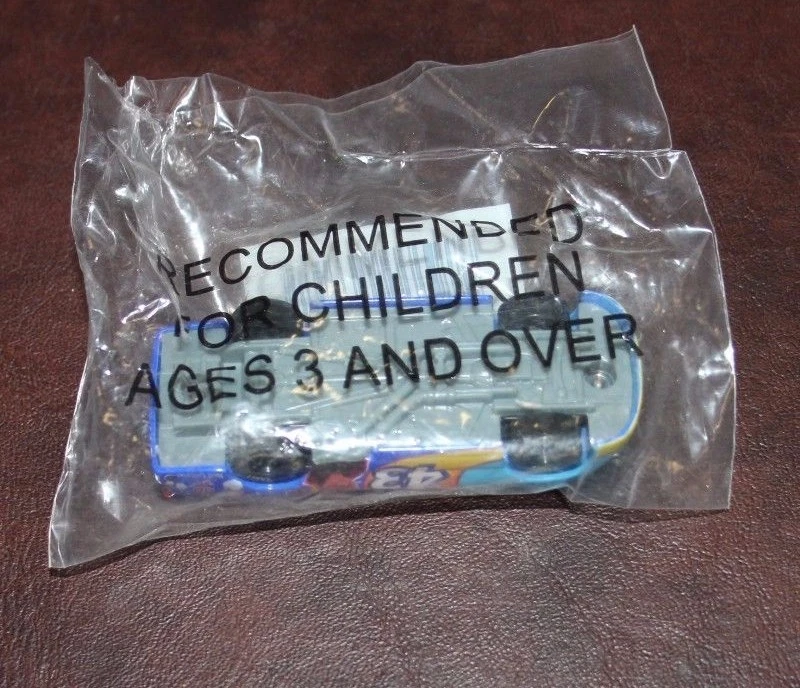 RECOMMENDED
FOR CHILDREN
AGES 3 AND OVER
43